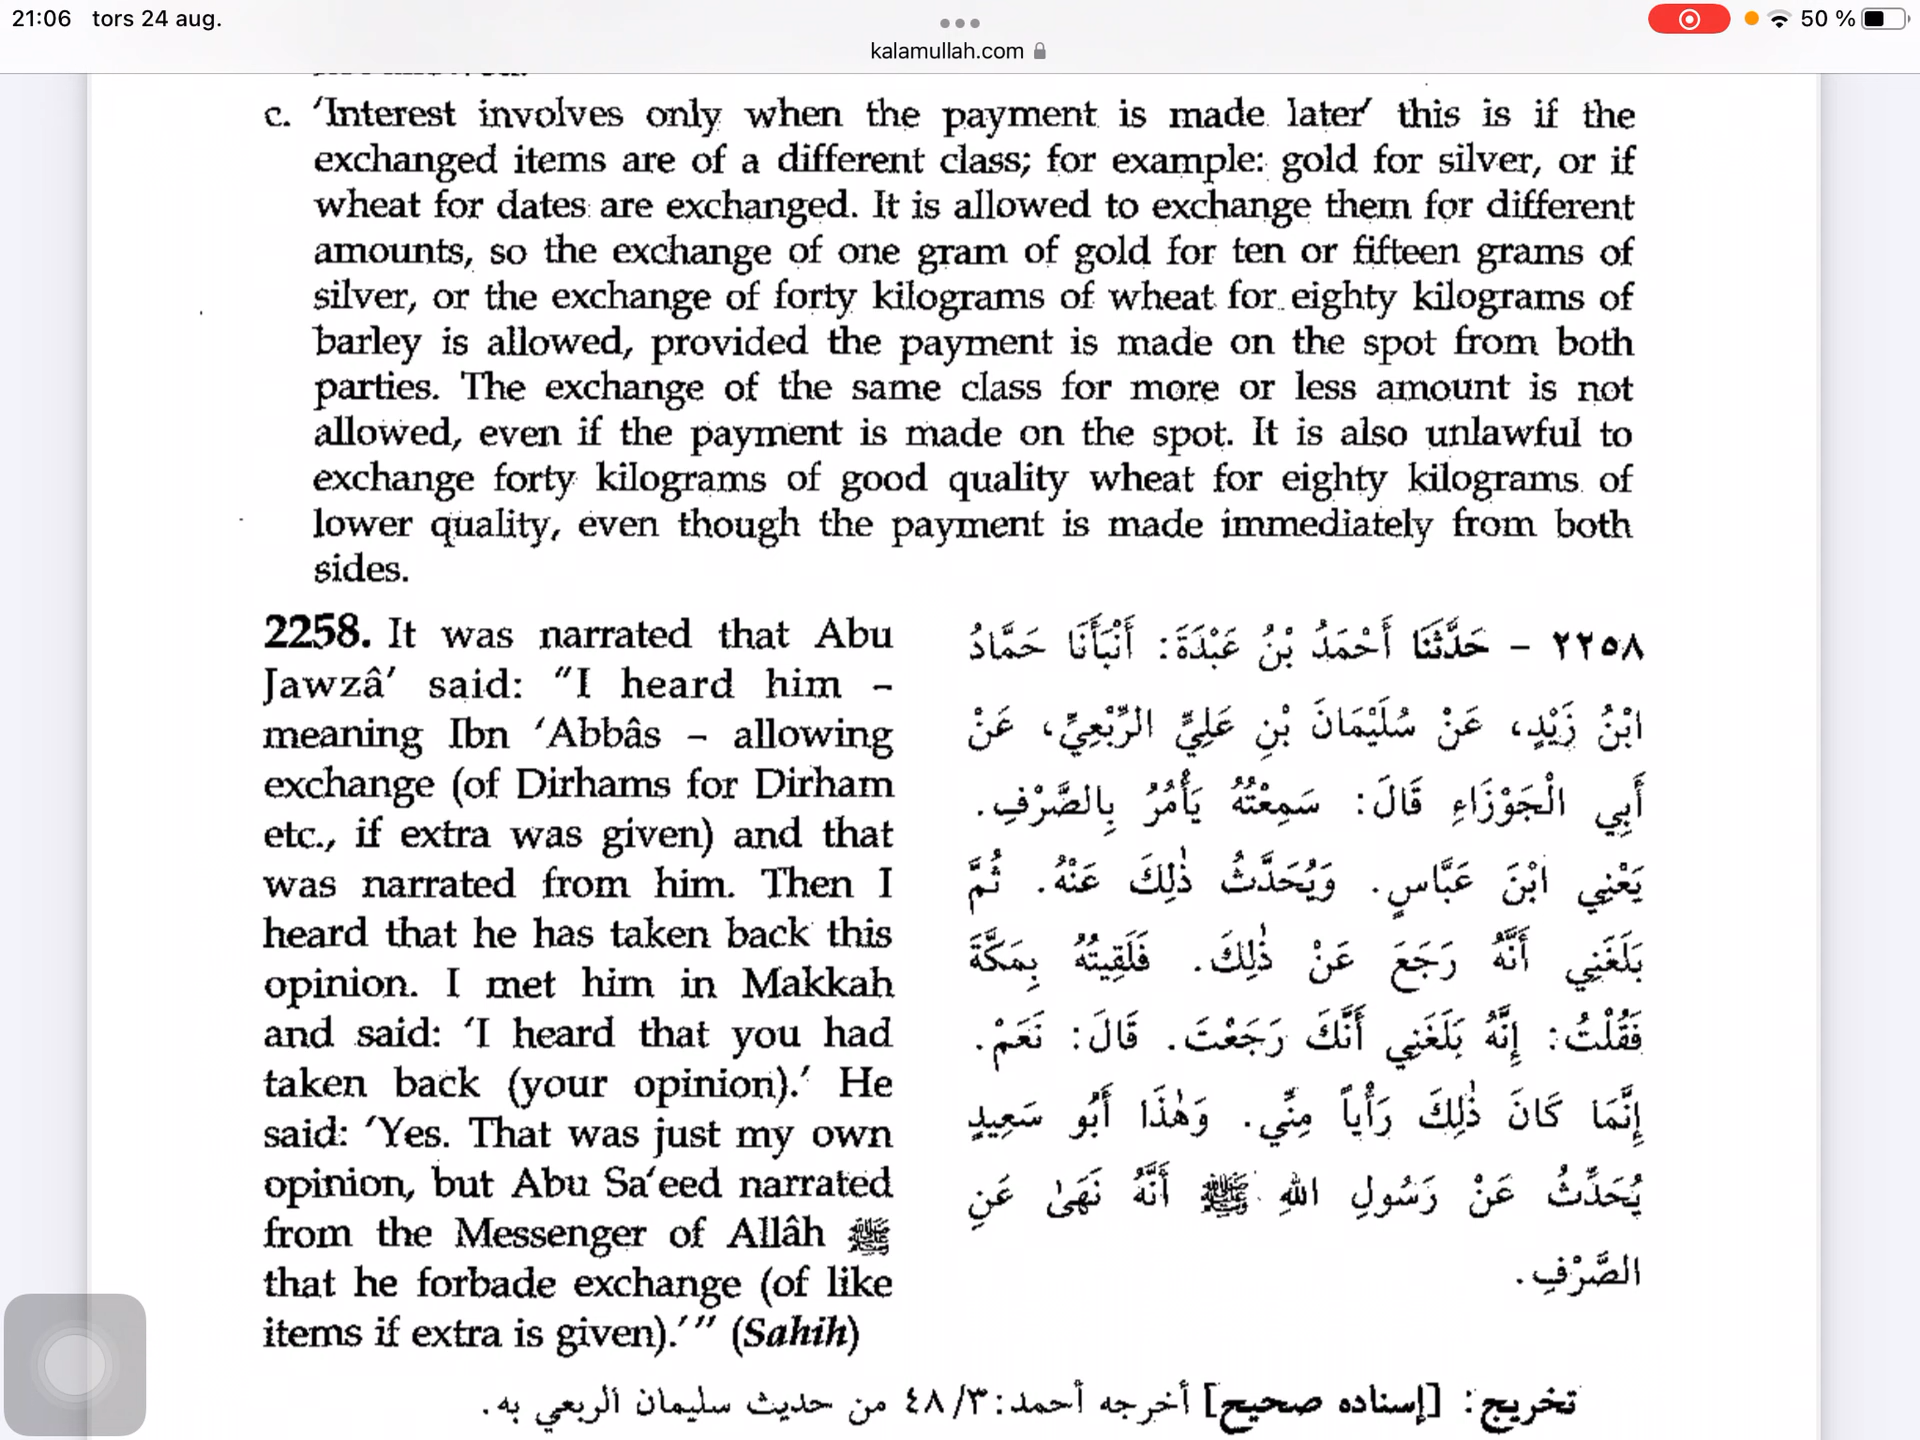 21:06 tors 24 aug.
50 %
kalamullah.com
c. ‘Interest involves only when the payment is made later’ this is if the
exchanged items are of a different class; for example: gold for silver, or if
wheat for dates are exchanged. It is allowed to exchange them for different
amounts, so the exchange of one gram of gold for ten or fifteen grams of
silver, or the exchange of forty kilograms of wheat for eighty kilograms of
barley is allowed, provided the payment is made on the spot from both
parties. The exchange of the same class for more or less amount is not
allowed, even if the payment is made on the spot. It is also unlawful to
exchange forty kilograms of good quality wheat for eighty kilograms of
lower quality, even though the payment is made immediately from both
sides.
2258. It was narrated that Abu
Jawzâ’ said: “I heard him –
meaning Ibn ‘Abbâs – allowing
exchange (of Dirhams for Dirham
etc., if extra was given) and that
was narrated from him. Then I
heard that he has taken back this
opinion. I met him in Makkah
and said: ‘I heard that you had
taken back (your opinion).’ He
said: ‘Yes. That was just my own
opinion, but Abu Sa‘eed narrated
from the Messenger of Allâh ﷺ
that he forbade exchange (of like
items if extra is given).’” (Sahih)
٢٢٥٨ – حَدَّثَنَا أَحْمَدُ بْنُ عَبْدَةَ: أَنْبَأَنَا حَمَّادُ
ابْنُ زَيْدٍ، عَنْ سُلَيْمَانَ بْنِ عَلِيٍّ الرِّبْعِيِّ، عَنْ
أَبِي الْجَوْزَاءِ قَالَ: سَمِعْتُهُ يَأْمُرُ بِالصَّرْفِ.
يَعْنِي ابْنَ عَبَّاسٍ. وَيُحَدَّثُ ذٰلِكَ عَنْهُ. ثُمَّ
بَلَغَنِي أَنَّهُ رَجَعَ عَنْ ذٰلِكَ. فَلَقِيتُهُ بِمَكَّةَ
فَقُلْتُ: إِنَّهُ بَلَغَنِي أَنَّكَ رَجَعْتَ. قَالَ: نَعَمْ.
إِنَّمَا كَانَ ذٰلِكَ رَأْياً مِنِّي. وَهٰذَا أَبُو سَعِيدٍ
يُحَدِّثُ عَنْ رَسُولِ اللهِ ﷺ أَنَّهُ نَهَىٰ عَنِ
الصَّرْفِ.
تخريج: [إسناده صحيح] أخرجه أحمد: ٤٨/٣ من حديث سليمان الربعي به.